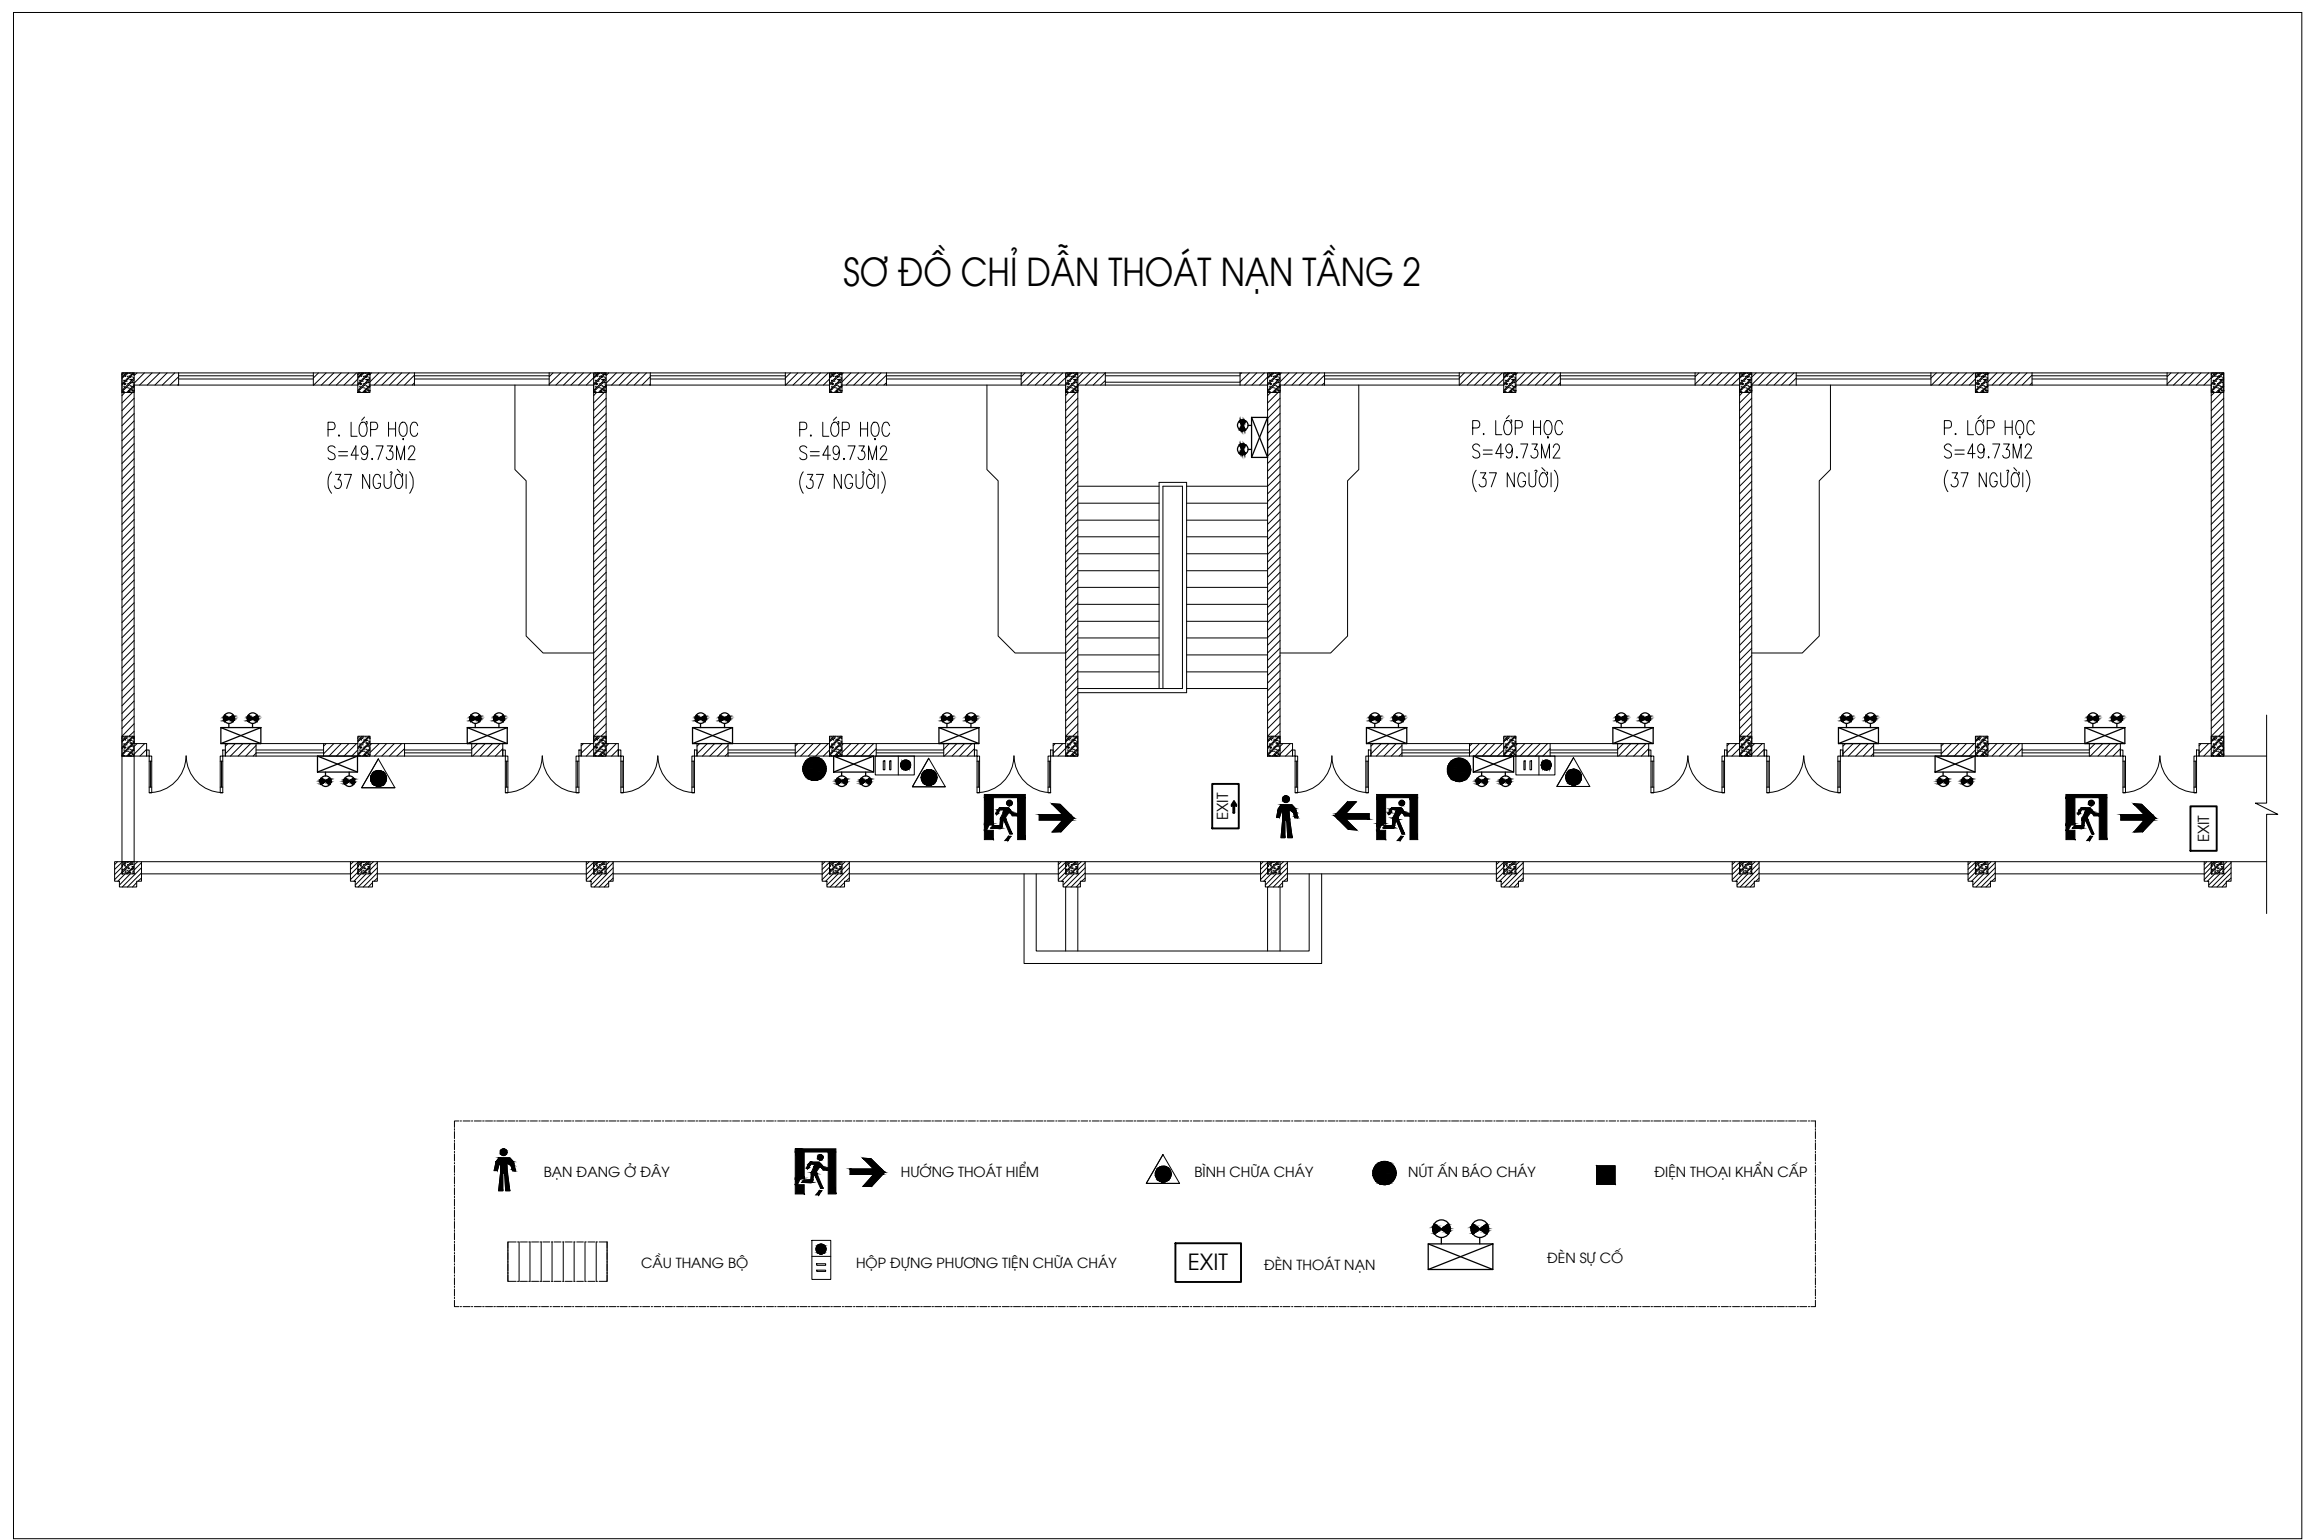 SƠ ĐỒ CHỈ DẪN THOÁT NẠN TẦNG 2
P. LỚP HỌC
S=49.73M2
(37 NGƯỜI)
P. LỚP HỌC
S=49.73M2
(37 NGƯỜI)
P. LỚP HỌC
S=49.73M2
(37 NGƯỜI)
P. LỚP HỌC
S=49.73M2
(37 NGƯỜI)
EXIT
EXIT
BẠN ĐANG Ở ĐÂY
HƯỚNG THOÁT HIỂM
BÌNH CHỮA CHÁY
NÚT ẤN BÁO CHÁY
ĐIỆN THOẠI KHẨN CẤP
CẦU THANG BỘ
HỘP ĐỰNG PHƯƠNG TIỆN CHỮA CHÁY
EXIT
ĐÈN THOÁT NẠN
ĐÈN SỰ CỐ